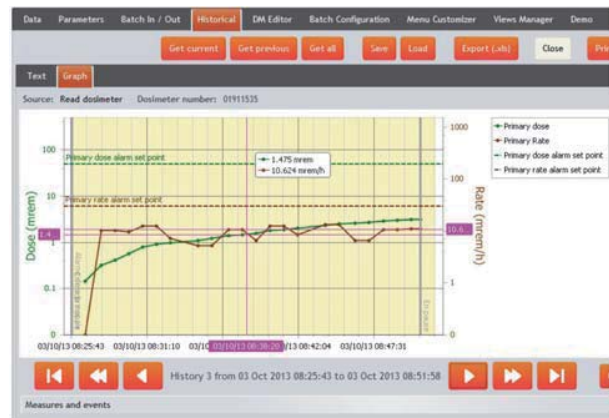 Data Parameters Batch In / Out Historical DM Editor Batch Configuration Menu Customizer Views Manager Demo
Get current Get previous Get all Save Load Export (.xb) Close
Text Graph
Source: Read dosimeter Dosimeter number: 01911535
1000
100
10
1
0.1
0
Dose (mrem)
Primary dose alarm set point
Primary rate alarm set point
1.475 mrem
10.624 mrem/h
1.4...
10.6
1000
100
1
0
Rate (mrem/h)
Primary dose
Primary Rate
Primary dose alarm set point
Primary rate alarm set point
03/10/13 08:25:43 03/10/13 08:31:10 03/10/13 08:36:20 03/10/13 08:42:04 03/10/13 08:47:31
History 3 from 03 Oct 2013 08:25:43 to 03 Oct 2013 08:51:58
Measures and events